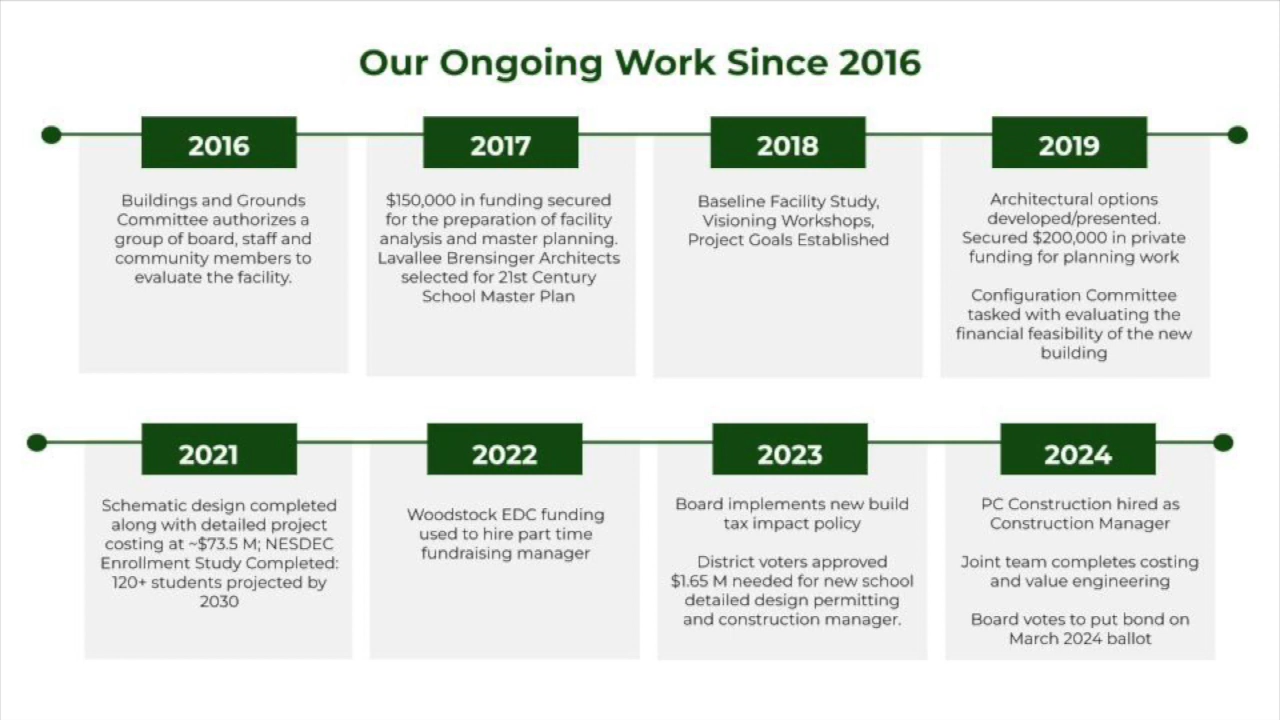 Our Ongoing Work Since 2016
2016
Buildings and Grounds
Committee authorizes a
group of board, staff and
community members to
evaluate the facility.
2017
$150,000 in funding secured
for the preparation of facility
analysis and master planning.
Lavallee Brensinger Architects
selected for 21st Century
School Master Plan
2018
Baseline Facility Study,
Visioning Workshops,
Project Goals Established
2019
Architectural options
developed/presented.
Secured $200,000 in private
funding for planning work
Configuration Committee
tasked with evaluating the
financial feasibility of the new
building
2021
Schematic design completed
along with detailed project
costing at ~$73.5 M; NESDEC
Enrollment Study Completed:
120+ students projected by
2030
2022
Woodstock EDC funding
used to hire part time
fundraising manager
2023
Board implements new build
tax impact policy
District voters approved
$1.65 M needed for new school
detailed design permitting
and construction manager.
2024
PC Construction hired as
Construction Manager
Joint team completes costing
and value engineering
Board votes to put bond on
March 2024 ballot